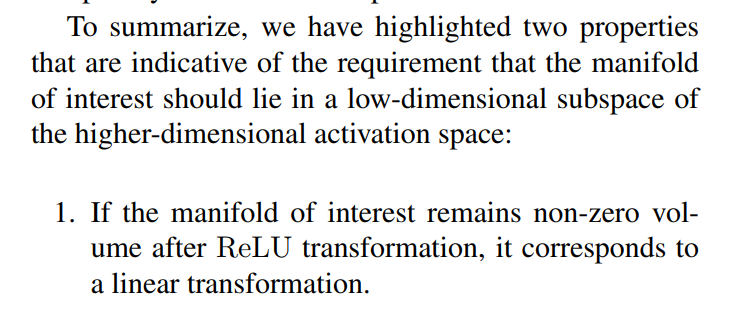 To summarize, we have highlighted two properties
that are indicative of the requirement that the manifold
of interest should lie in a low-dimensional subspace of
the higher-dimensional activation space:
1. If the manifold of interest remains non-zero vol-
ume after ReLU transformation, it corresponds to
a linear transformation.